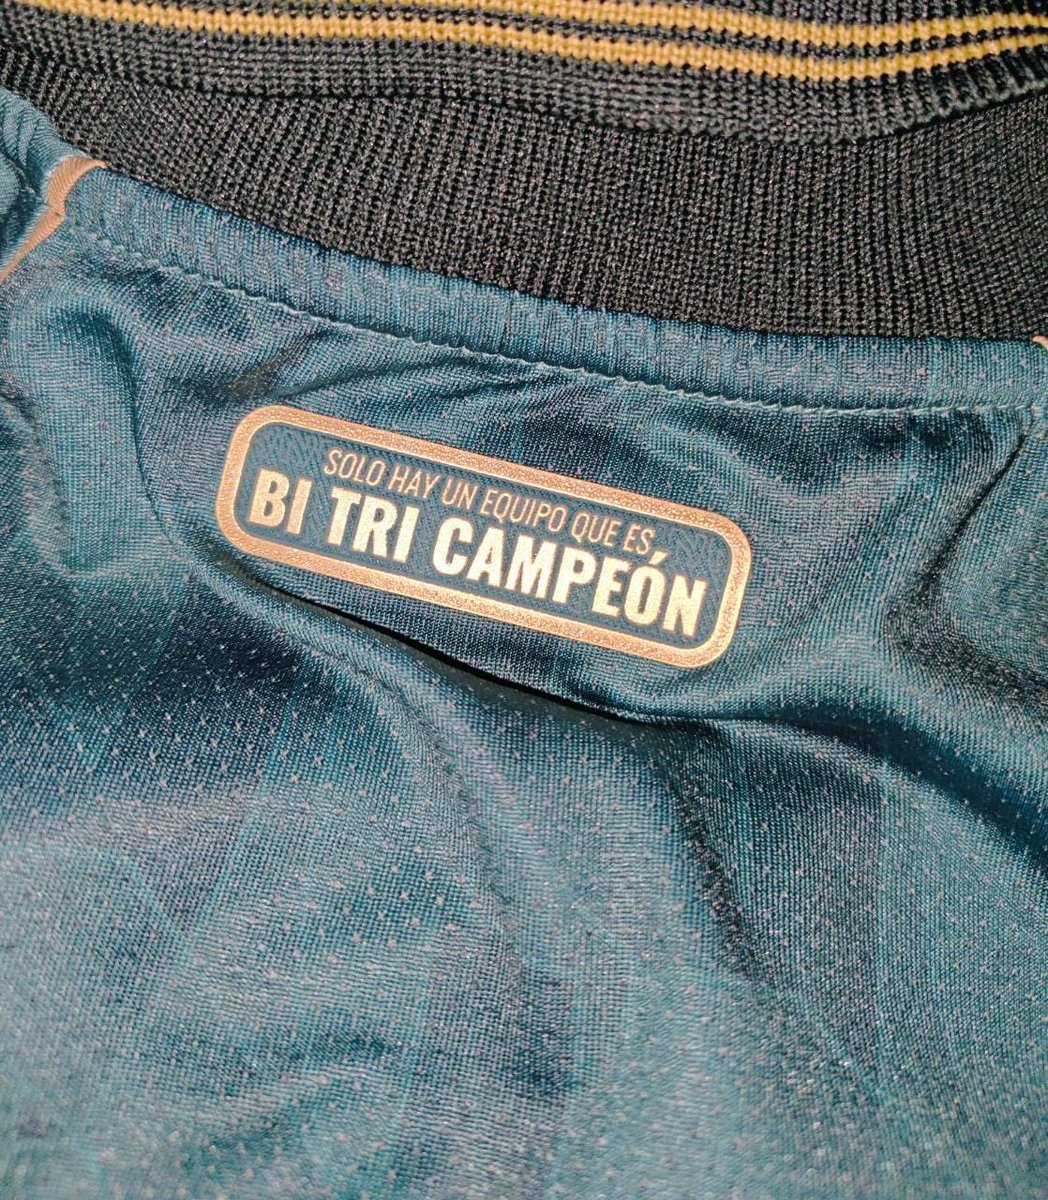 SOLO HAY UN EQUIPO QUE ES,
BI TRI CAMPEÓN